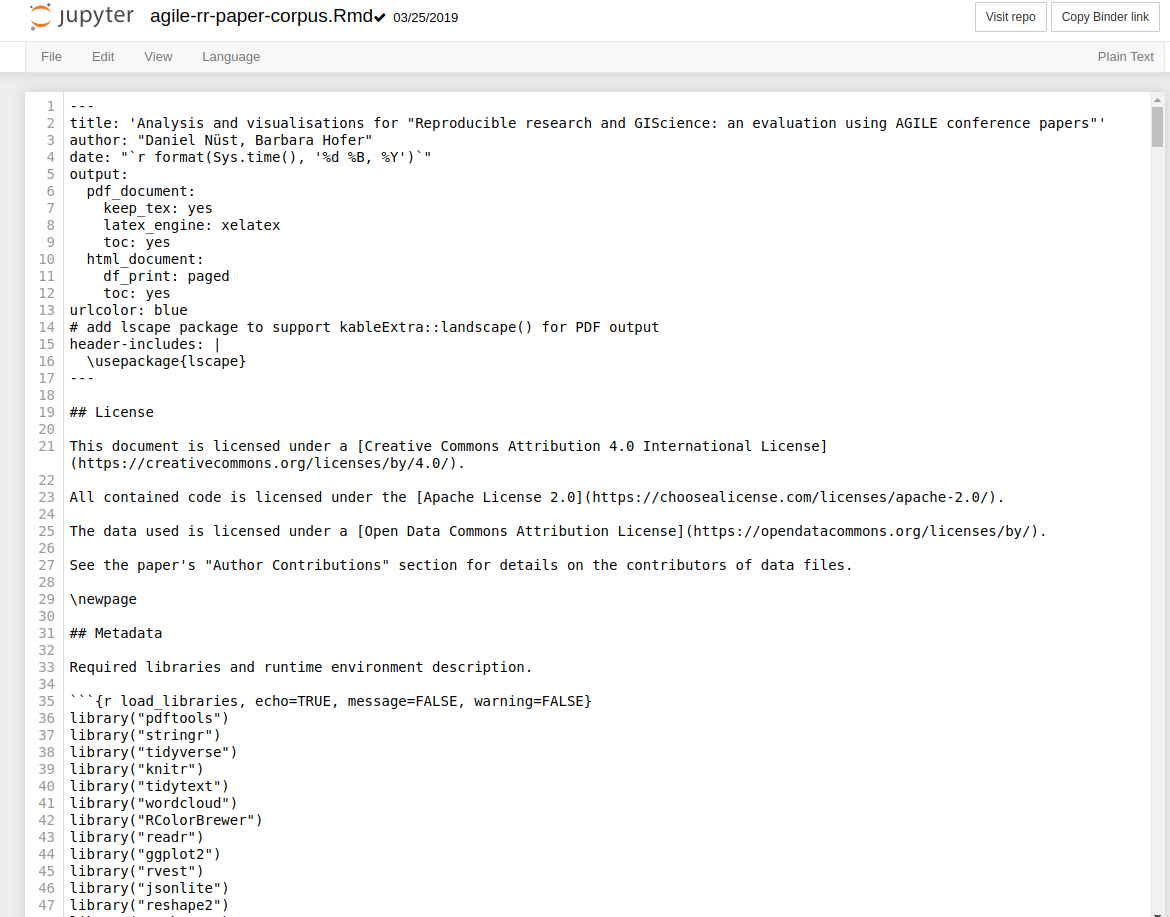 jupyter agile-rr-paper-corpus.Rmd 03/25/2019 Visit repo Copy Binder link
File Edit View Language Plain Text
1 ---
2 title: 'Analysis and visualisations for "Reproducible research and GIScience: an evaluation using AGILE conference papers"'
3 author: "Daniel Nüst, Barbara Hofer"
4 date: "`r format(Sys.time(), '%d %B, %Y')`"
5 output:
6   pdf_document:
7     keep_tex: yes
8     latex_engine: xelatex
9     toc: yes
10   html_document:
11     df_print: paged
12     toc: yes
13 urlcolor: blue
14 # add lscape package to support kableExtra::landscape() for PDF output
15 header-includes: |
16   \usepackage{lscape}
17 ---
18
19 ## License
20
21 This document is licensed under a [Creative Commons Attribution 4.0 International License]
(https://creativecommons.org/licenses/by/4.0/).
22
23 All contained code is licensed under the [Apache License 2.0](https://choosealicense.com/licenses/apache-2.0/).
24
25 The data used is licensed under a [Open Data Commons Attribution License](https://opendatacommons.org/licenses/by/).
26
27 See the paper's "Author Contributions" section for details on the contributors of data files.
28
29 \newpage
30
31 ## Metadata
32
33 Required libraries and runtime environment description.
34
35 ```{r load_libraries, echo=TRUE, message=FALSE, warning=FALSE}
36 library("pdftools")
37 library("stringr")
38 library("tidyverse")
39 library("knitr")
40 library("tidytext")
41 library("wordcloud")
42 library("RColorBrewer")
43 library("readr")
44 library("ggplot2")
45 library("rvest")
46 library("jsonlite")
47 library("reshape2")